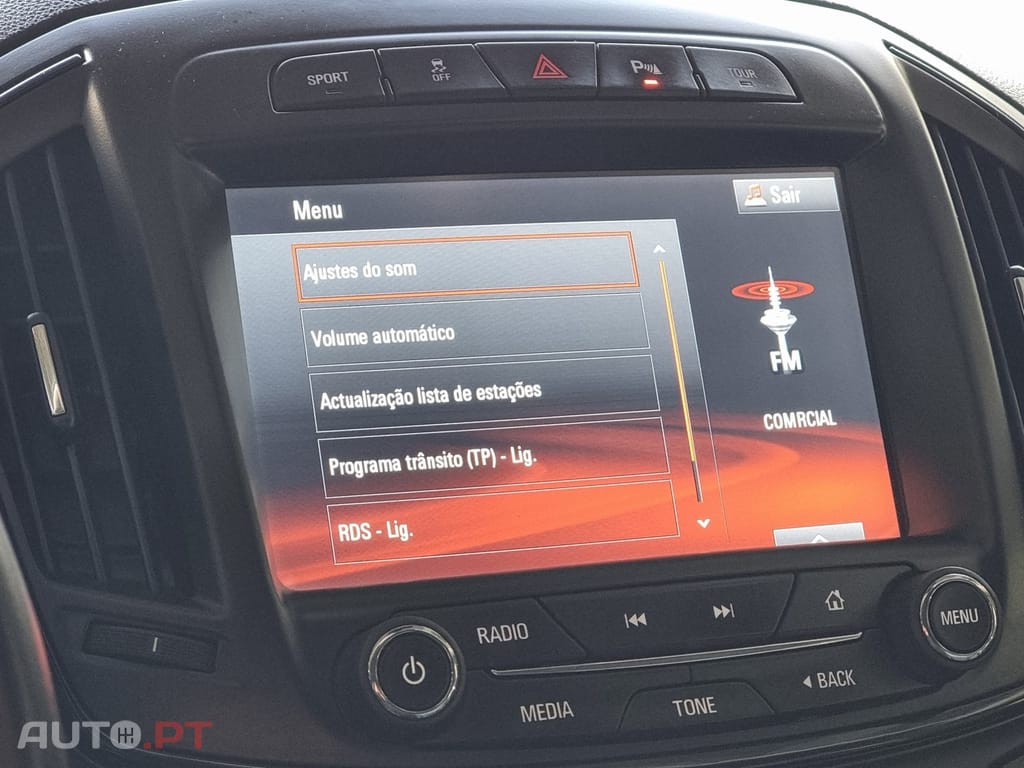 SPORT
OFF
P
TOUR
Menu
Sair
Ajustes do som
Volume automático
Actualização lista de estações
Programa trânsito (TP) - Lig.
RDS - Lig.
FM
COMRCIAL
RADIO
MENU
MEDIA
TONE
BACK
AUTO.PT